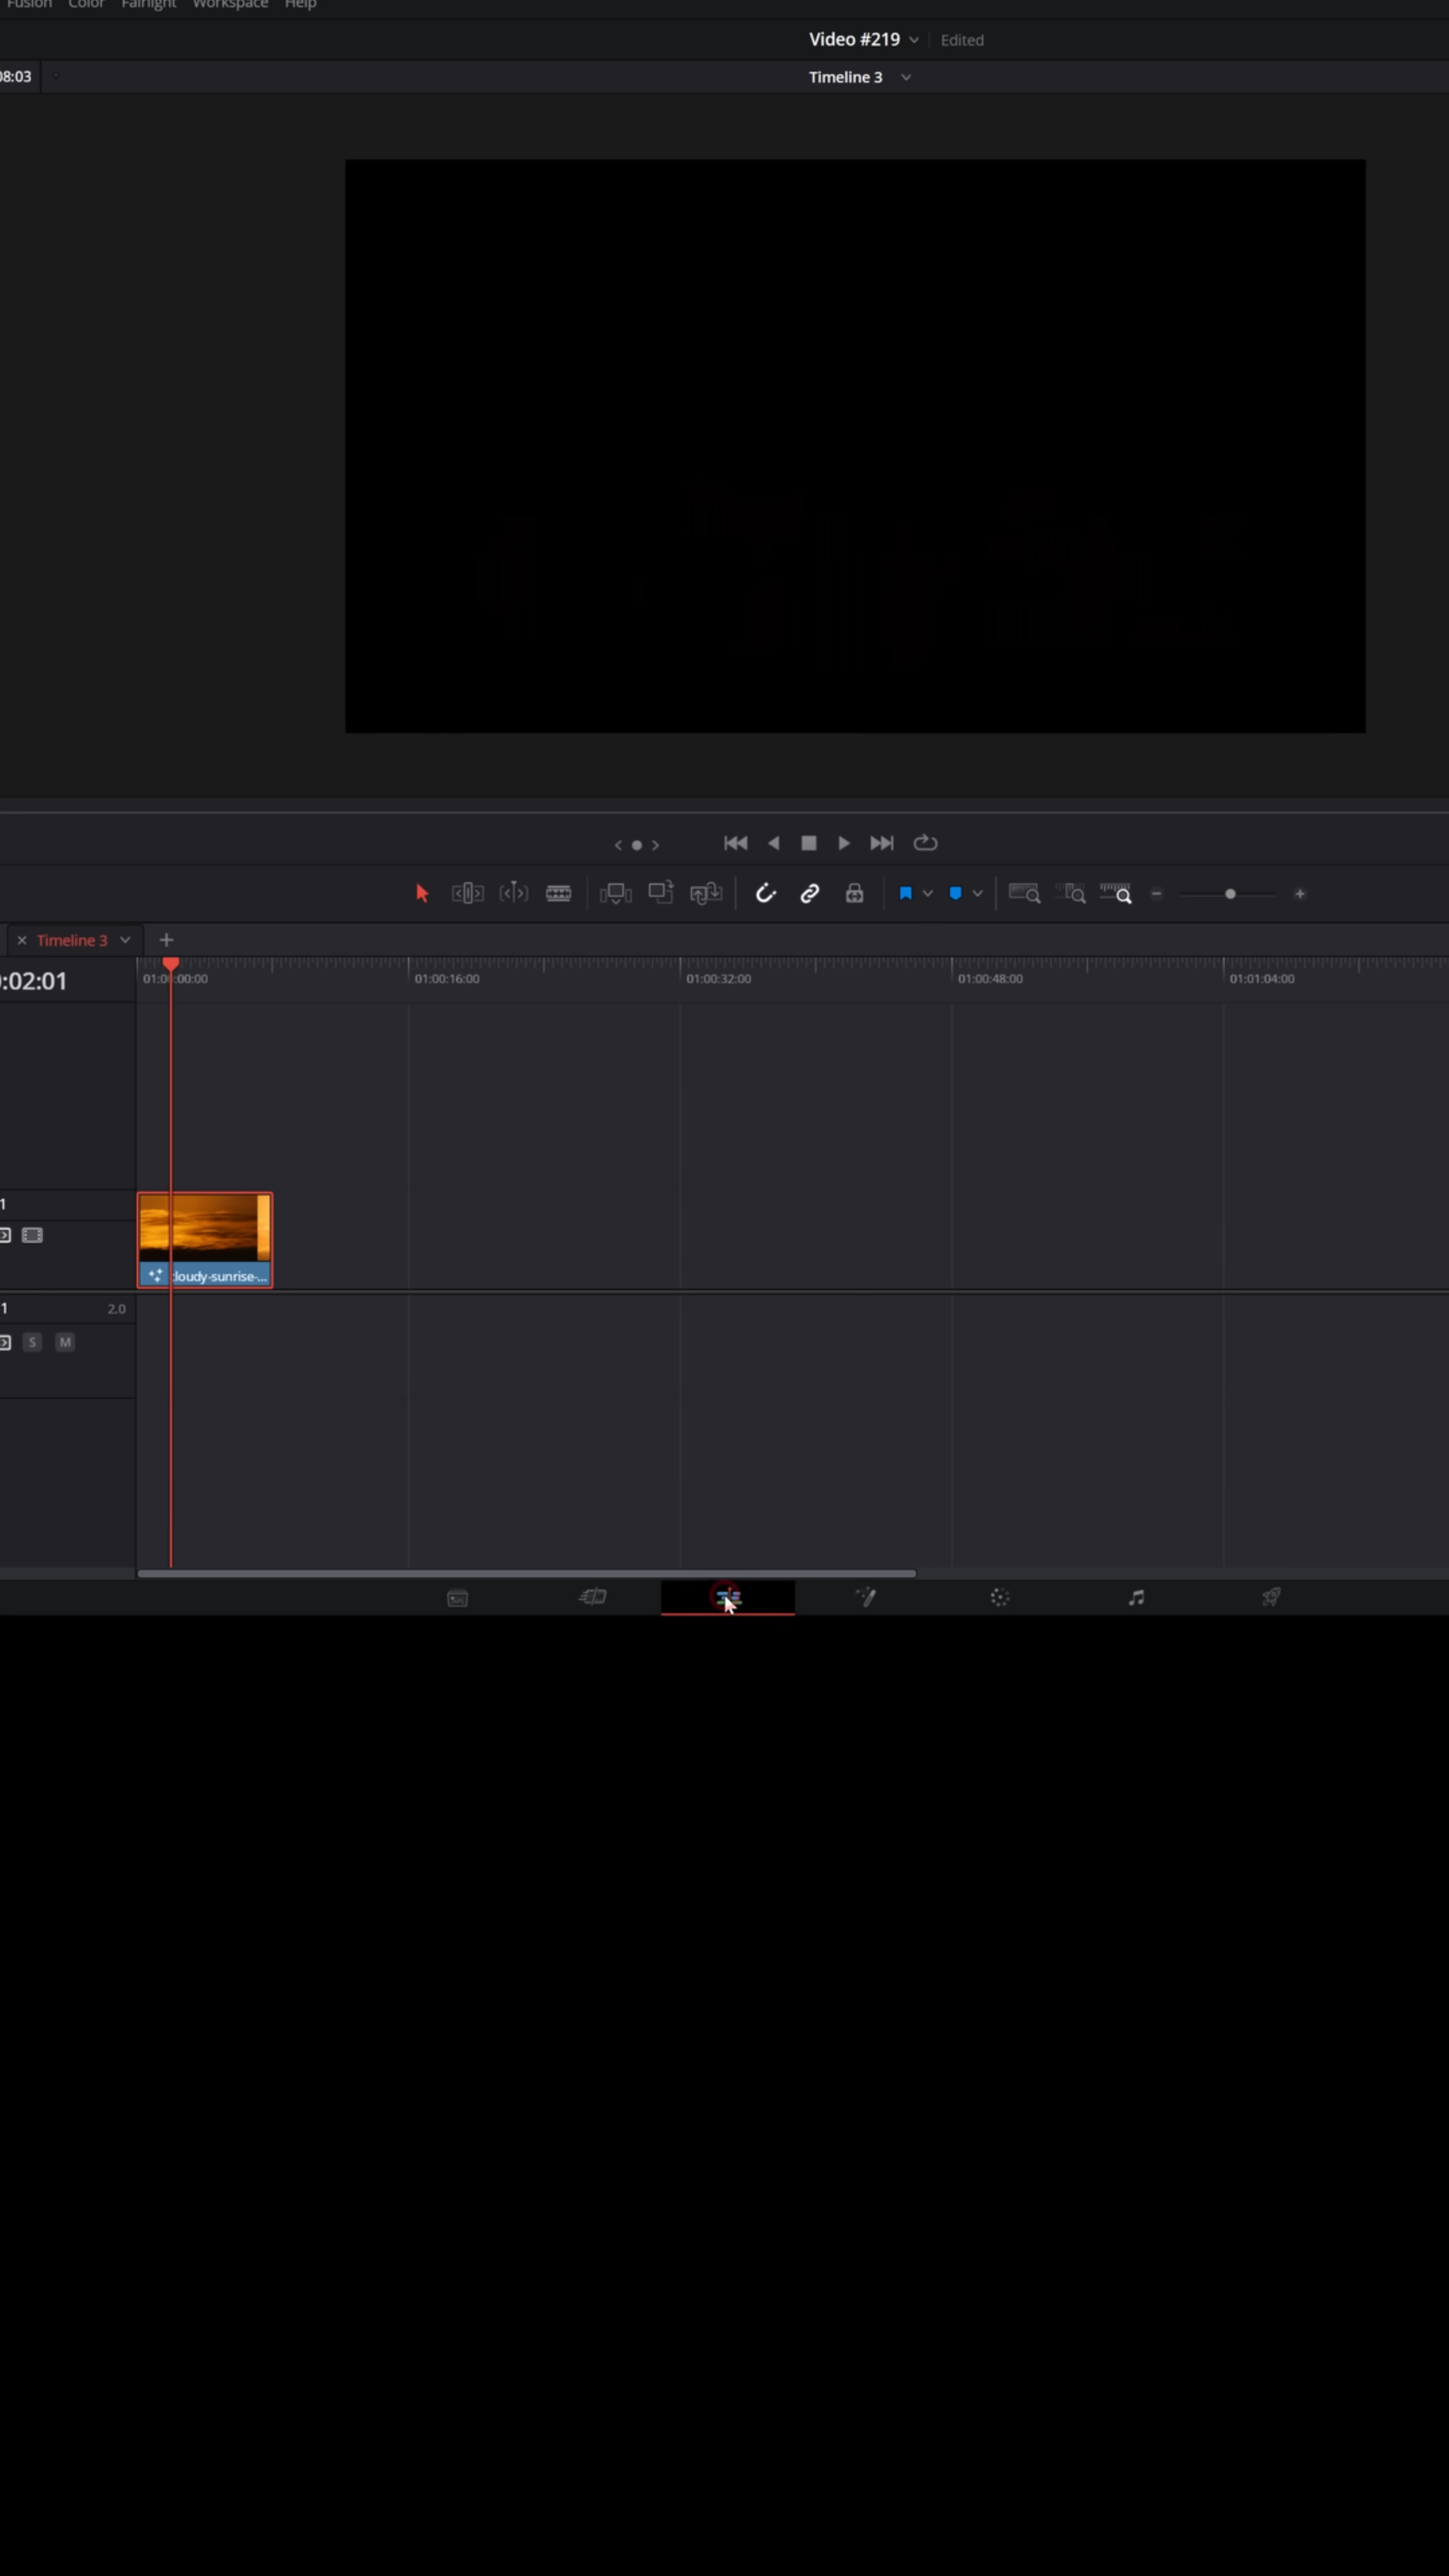 Fusion Color Fairlight Workspace Help
Video #219 Edited
08:03 Timeline 3
Timeline 3
:02:01 01:00:00:00 01:00:16:00 01:00:32:00 01:00:48:00 01:01:04:00
1
cloudy-sunrise-...
1 2.0
S M